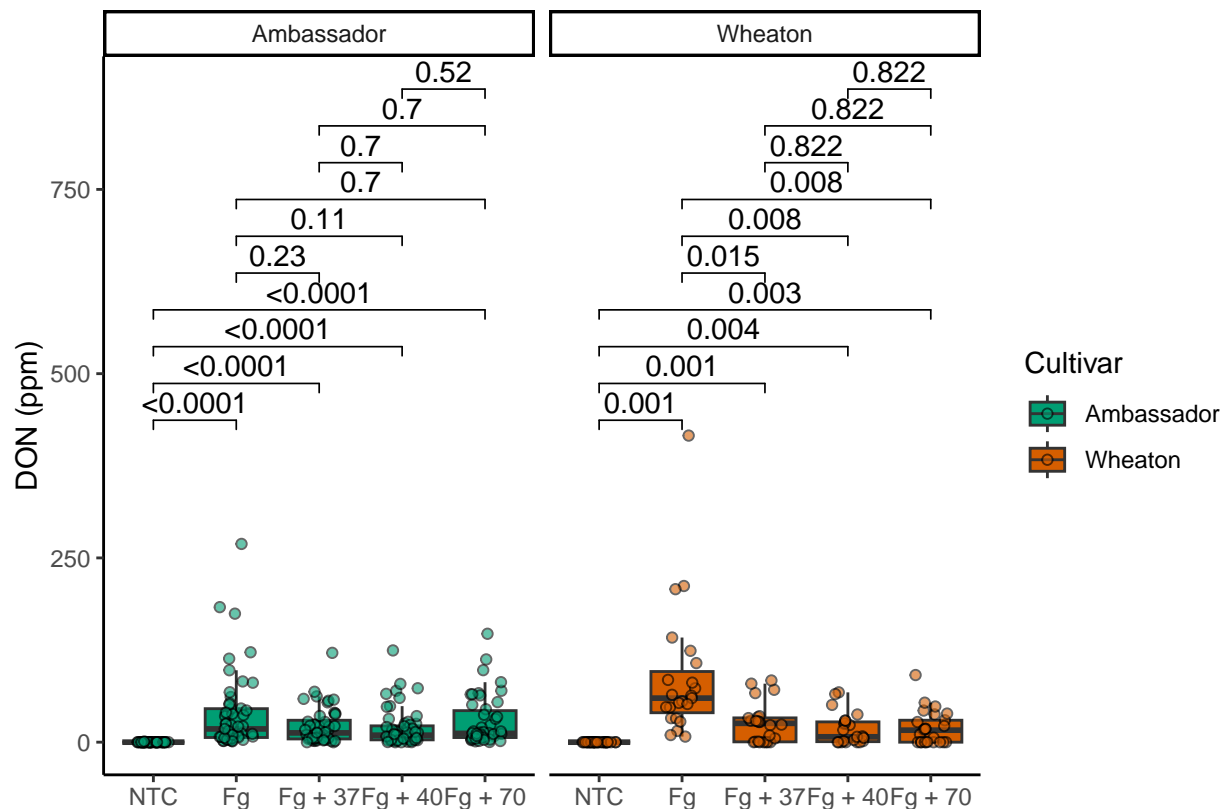 Ambassador Wheaton
0.52 0.822
0.7 0.822
0.7 0.822
0.7 0.008
0.11 0.008
0.23 0.015
<0.0001 0.003
<0.0001 0.004
<0.0001 0.001
<0.0001 0.001
750
500
250
0
DON (ppm)
NTC Fg Fg + 37 Fg + 40 Fg + 70 NTC Fg Fg + 37 Fg + 40 Fg + 70
Cultivar
Ambassador
Wheaton